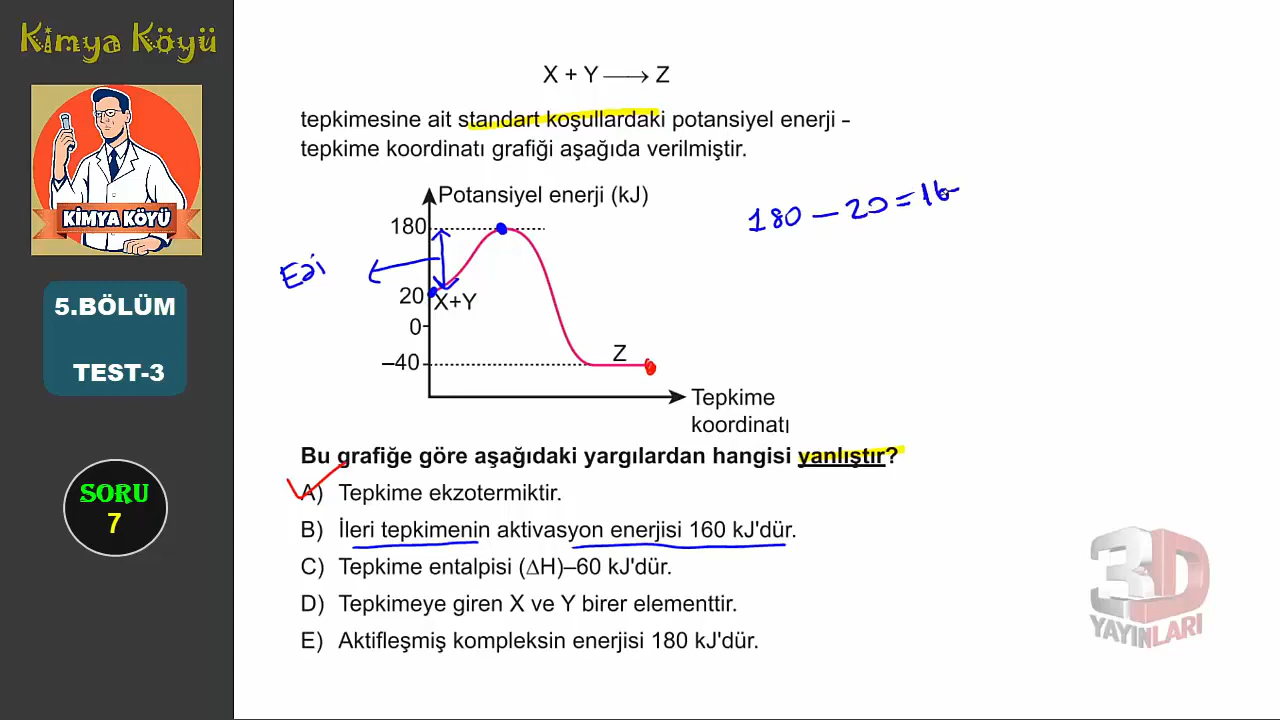 Kimya Köyü
KİMYA KÖYÜ
5.BÖLÜM
TEST-3
SORU
7
X + Y ⟶ Z
tepkimesine ait standart koşullardaki potansiyel enerji –
tepkime koordinatı grafiği aşağıda verilmiştir.
Potansiyel enerji (kJ)
180
20
0
–40
X+Y
Z
Tepkime
koordinatı
Eai
180 – 20 = 16
Bu grafiğe göre aşağıdaki yargılardan hangisi yanlıştır?
A) Tepkime ekzotermiktir.
B) İleri tepkimenin aktivasyon enerjisi 160 kJ'dür.
C) Tepkime entalpisi (∆H)–60 kJ'dür.
D) Tepkimeye giren X ve Y birer elementtir.
E) Aktifleşmiş kompleksin enerjisi 180 kJ'dür.
3D
YAYINLARI